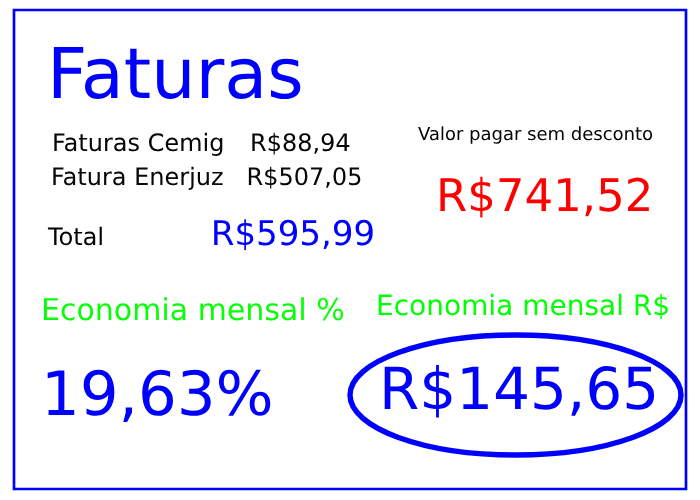 Faturas
Faturas Cemig R$88,94
Fatura Enerjuz R$507,05
Total R$595,99
Valor pagar sem desconto
R$741,52
Economia mensal %
19,63%
Economia mensal R$
R$145,65